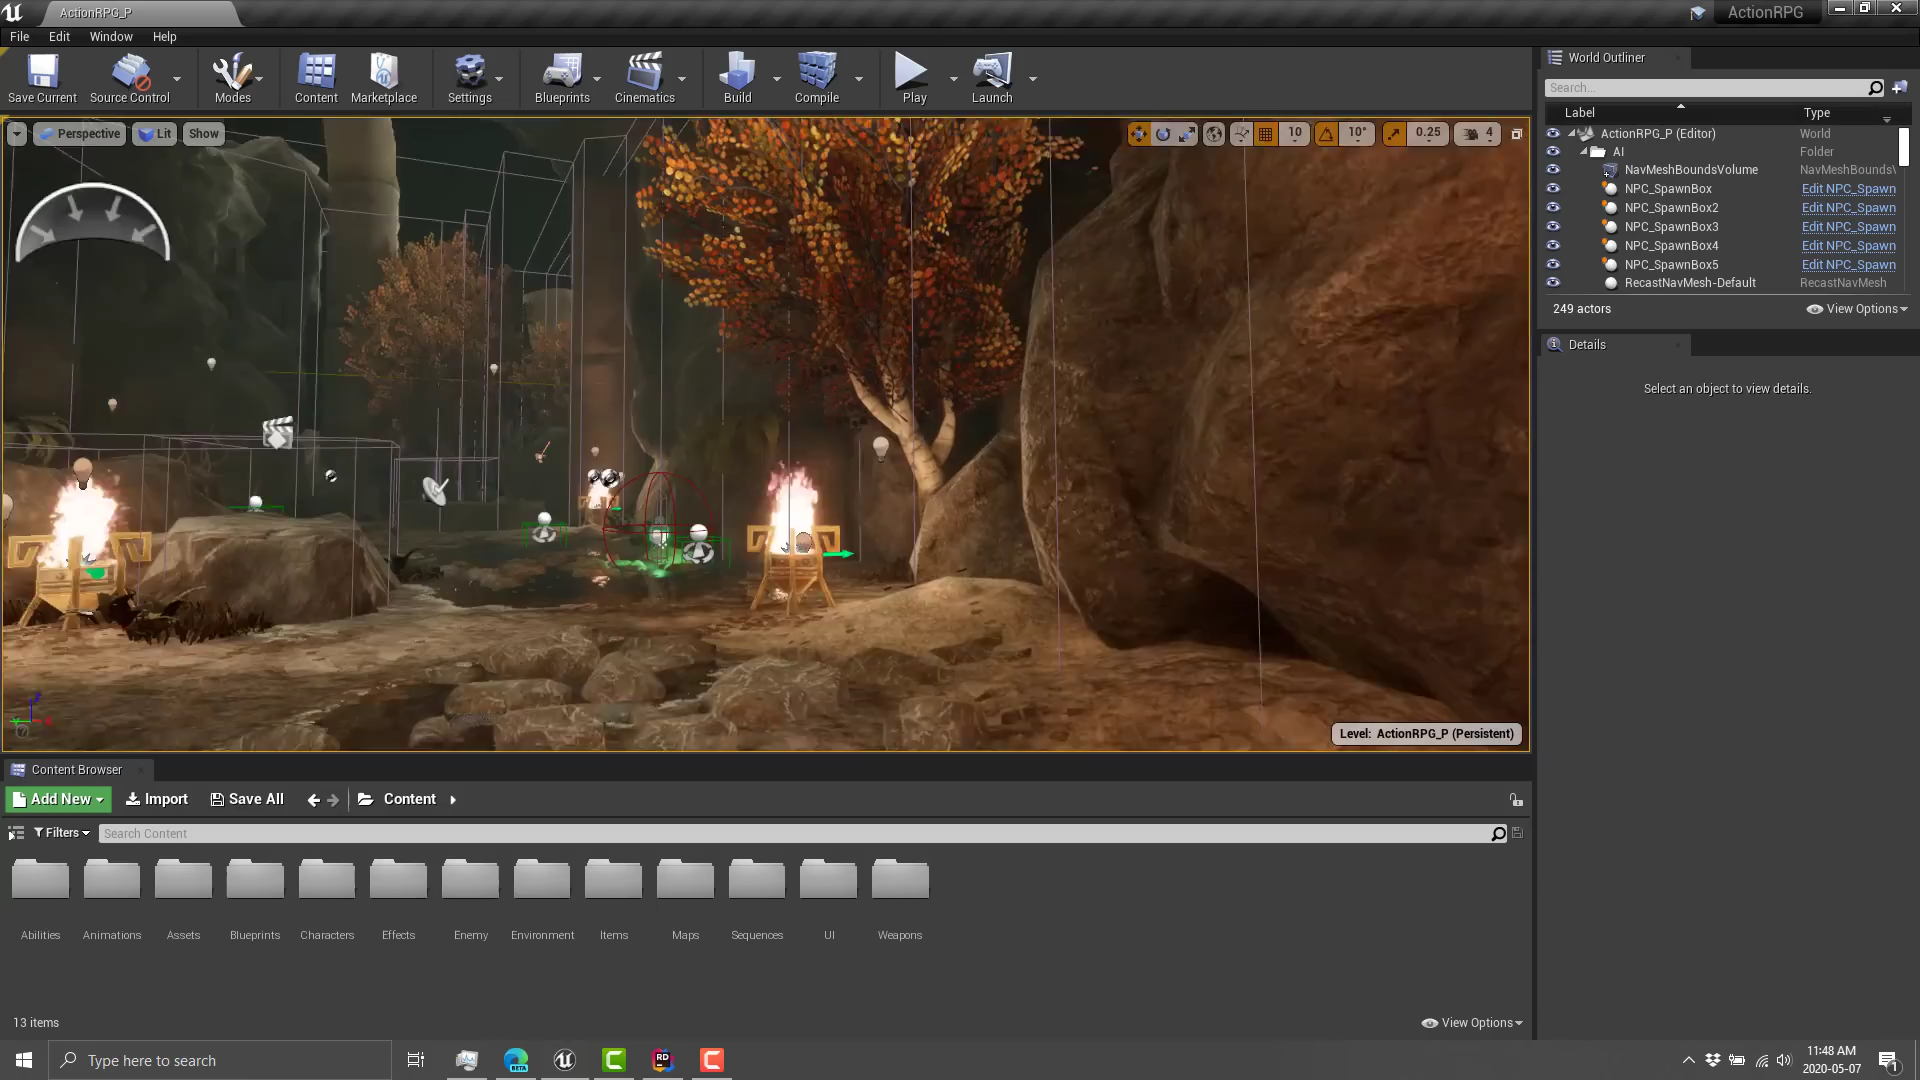 ActionRPG_P
ActionRPG
File Edit Window Help
Save Current Source Control Modes Content Marketplace Settings Blueprints Cinematics Build Compile Play Launch
World Outliner
Search...
Label Type
Perspective Lit Show 10 10° 0.25 4
ActionRPG_P (Editor) World
AI Folder
NavMeshBoundsVolume NavMeshBoundsV
NPC_SpawnBox Edit NPC_Spawn
NPC_SpawnBox2 Edit NPC_Spawn
NPC_SpawnBox3 Edit NPC_Spawn
NPC_SpawnBox4 Edit NPC_Spawn
NPC_SpawnBox5 Edit NPC_Spawn
RecastNavMesh-Default RecastNavMesh
249 actors View Options
Details
Select an object to view details.
Level: ActionRPG_P (Persistent)
Content Browser
Add New Import Save All Content
Filters Search Content
Abilities Animations Assets Blueprints Characters Effects Enemy Environment Items Maps Sequences UI Weapons
13 items View Options
Type here to search
BETA
RD
11:48 AM
2020-05-07
1